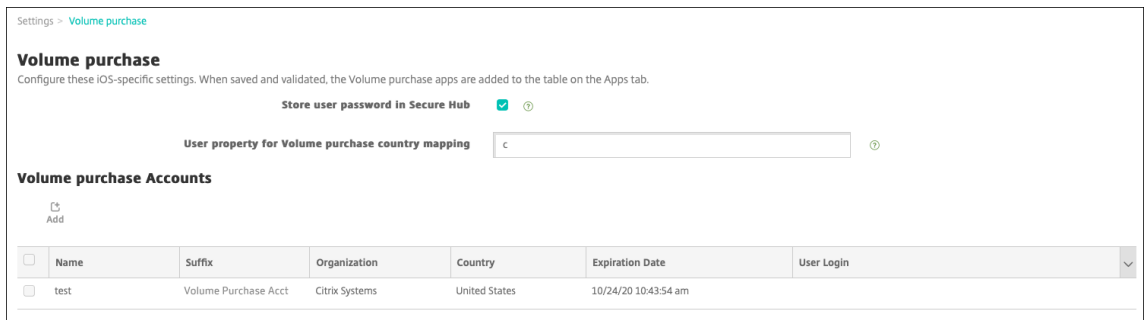 Settings > Volume purchase
Volume purchase
Configure these iOS-specific settings. When saved and validated, the Volume purchase apps are added to the table on the Apps tab.
Store user password in Secure Hub ?
User property for Volume purchase country mapping c ?
Volume purchase Accounts
Add
Name Suffix Organization Country Expiration Date User Login
test Volume Purchase Acct Citrix Systems United States 10/24/20 10:43:54 am